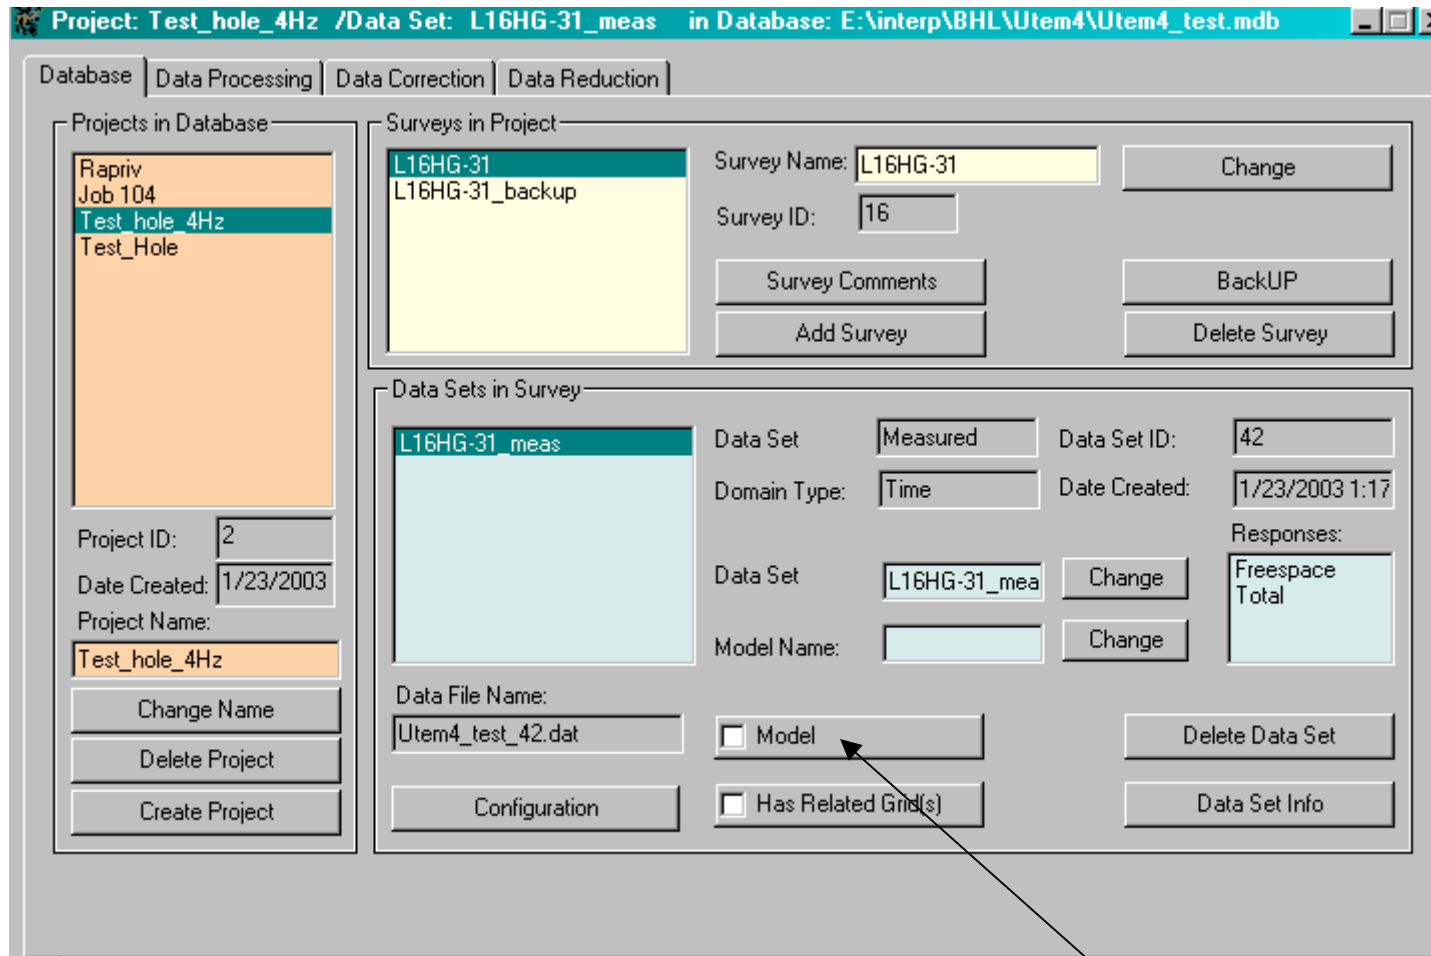 Project: Test_hole_4Hz /Data Set: L16HG-31_meas in Database: E:\interp\BHL\Utem4\Utem4_test.mdb
Database Data Processing Data Correction Data Reduction
Projects in Database
Rapriv
Job 104
Test_hole_4Hz
Test_Hole
Project ID: 2
Date Created: 1/23/2003
Project Name:
Test_hole_4Hz
Change Name
Delete Project
Create Project
Surveys in Project
L16HG-31
L16HG-31_backup
Survey Name: L16HG-31
Change
Survey ID: 16
Survey Comments
BackUP
Add Survey
Delete Survey
Data Sets in Survey
L16HG-31_meas
Data Set Measured
Data Set ID: 42
Domain Type: Time
Date Created: 1/23/2003 1:17
Responses:
Freespace
Total
Data Set L16HG-31_mea
Change
Model Name:
Change
Data File Name:
Utem4_test_42.dat
Model
Delete Data Set
Configuration
Has Related Grid(s)
Data Set Info